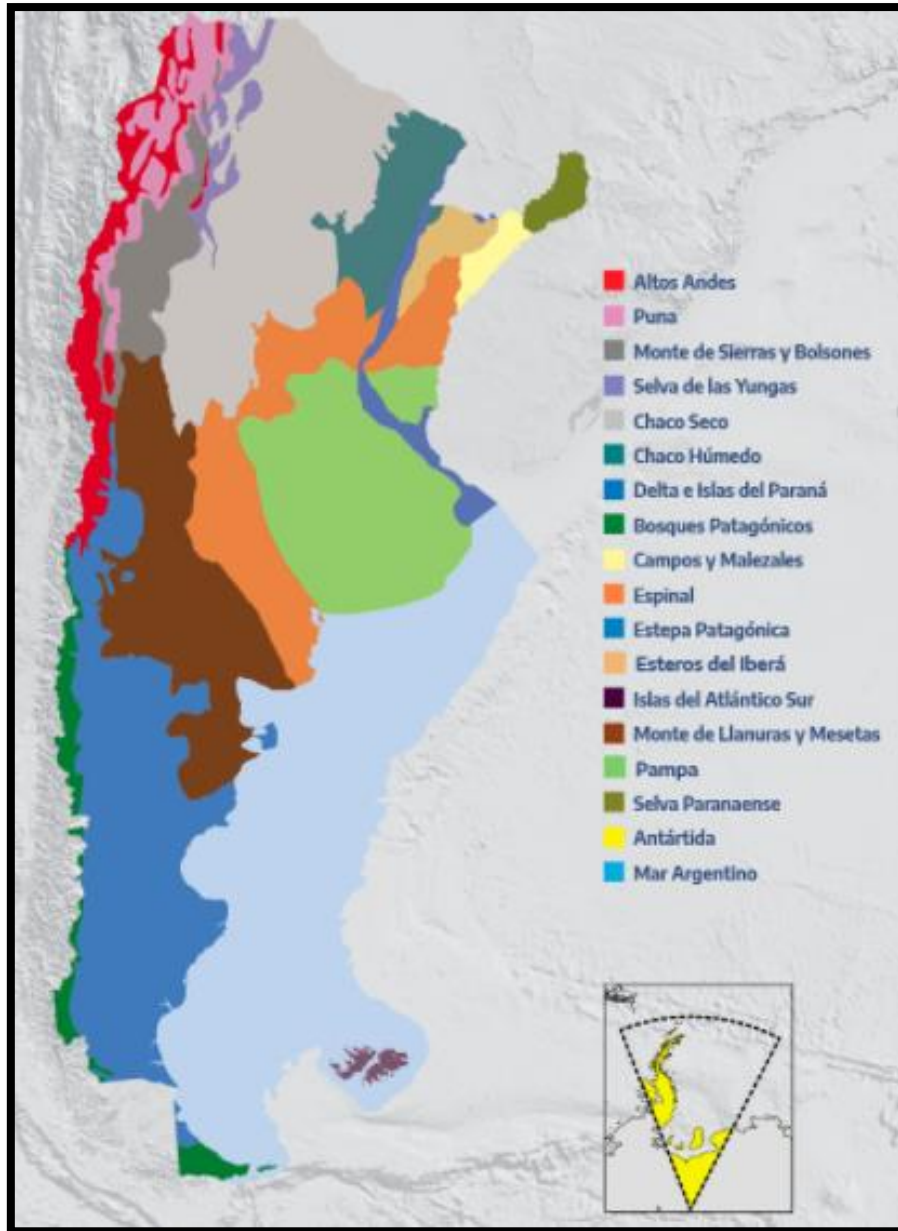 Altos Andes
Puna
Monte de Sierras y Bolsones
Selva de las Yungas
Chaco Seco
Chaco Húmedo
Delta e Islas del Paraná
Bosques Patagónicos
Campos y Malezales
Espinal
Estepa Patagónica
Esteros del Iberá
Islas del Atlántico Sur
Monte de Llanuras y Mesetas
Pampa
Selva Paranaense
Antártida
Mar Argentino